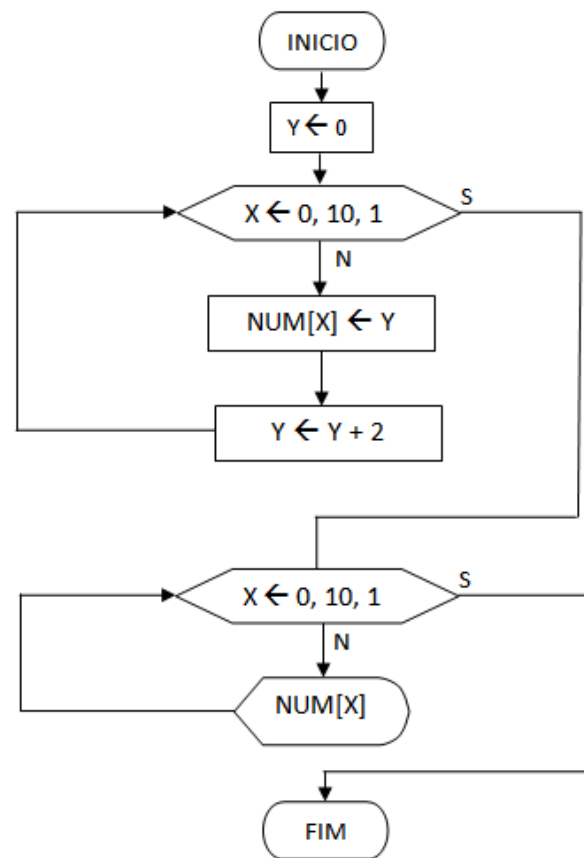 INICIO
Y ← 0
X ← 0, 10, 1
S
N
NUM[X] ← Y
Y ← Y + 2
X ← 0, 10, 1
S
N
NUM[X]
FIM